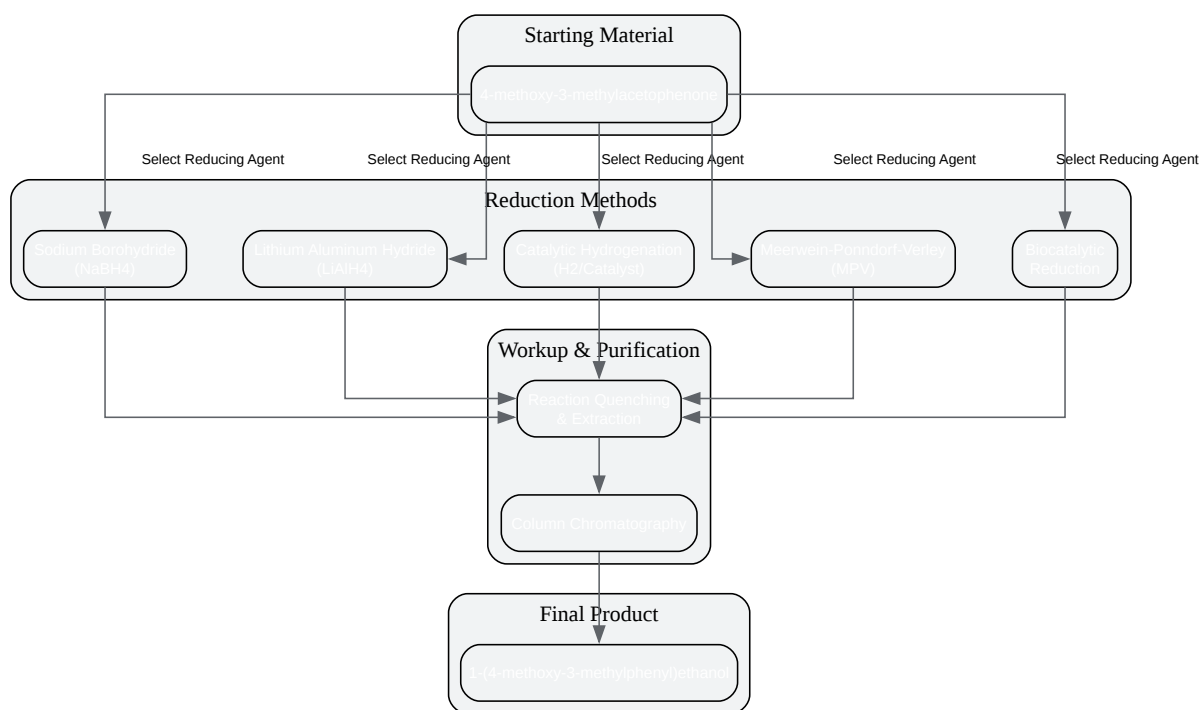 Starting Material
4-methoxy-3-methylacetophenone
Select Reducing Agent
Select Reducing Agent
Select Reducing Agent
Select Reducing Agent
Select Reducing Agent
Reduction Methods
Sodium Borohydride
(NaBH4)
Lithium Aluminum Hydride
(LiAlH4)
Catalytic Hydrogenation
(H2/Catalyst)
Meerwein-Ponndorf-Verley
(MPV)
Biocatalytic
Reduction
Workup & Purification
Reaction Quenching
& Extraction
Column Chromatography
Final Product
1-(4-methoxy-3-methylphenyl)ethanol